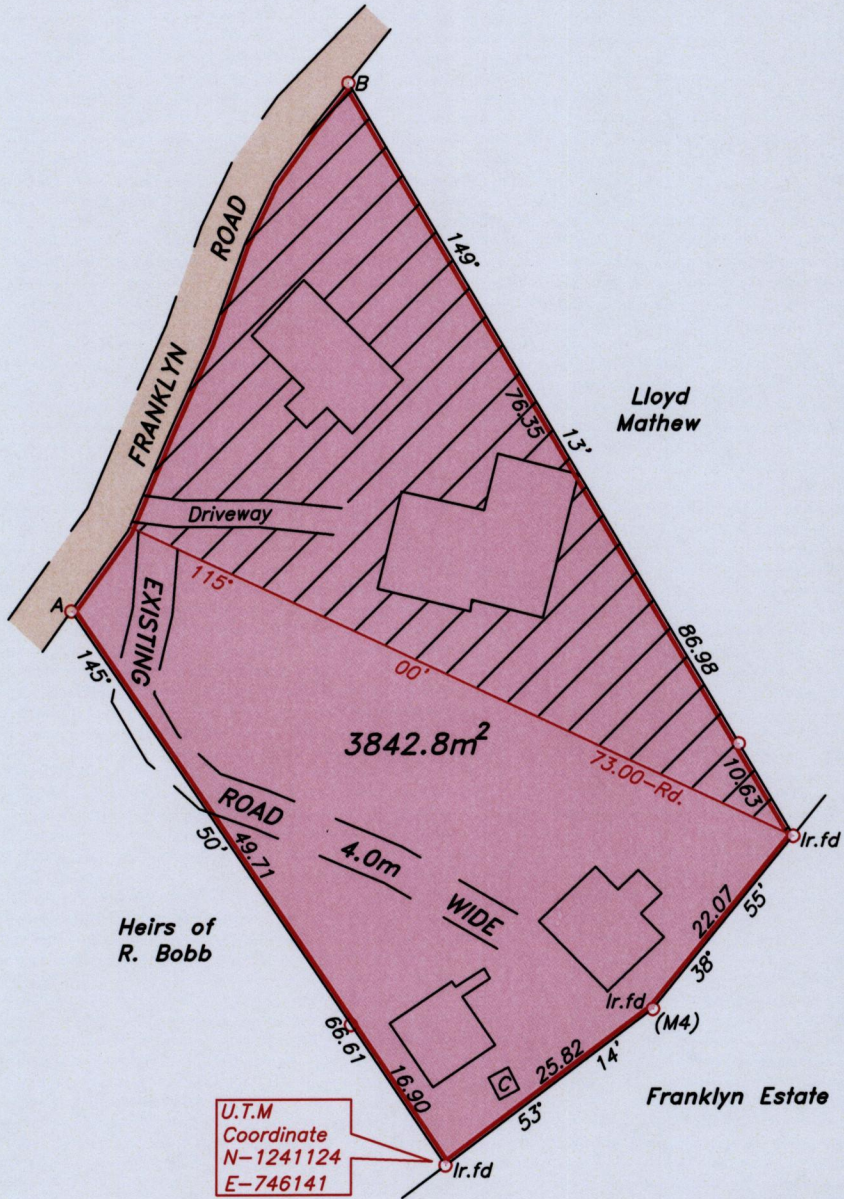 B
ROAD
FRANKLYN
149°
76.35
13'
Lloyd
Mathew
Driveway
A
EXISTING
115°
145°
00'
86.98
3842.8m²
73.00-Rd.
10.63
ROAD
50'
49.71
4.0m
WIDE
Ir.fd
22.07
55'
38°
Heirs of
R. Bobb
Ir.fd
(M4)
66.61
16.90
C
25.82
14'
53°
Franklyn Estate
U.T.M
Coordinate
N-1241124
E-746141
Ir.fd